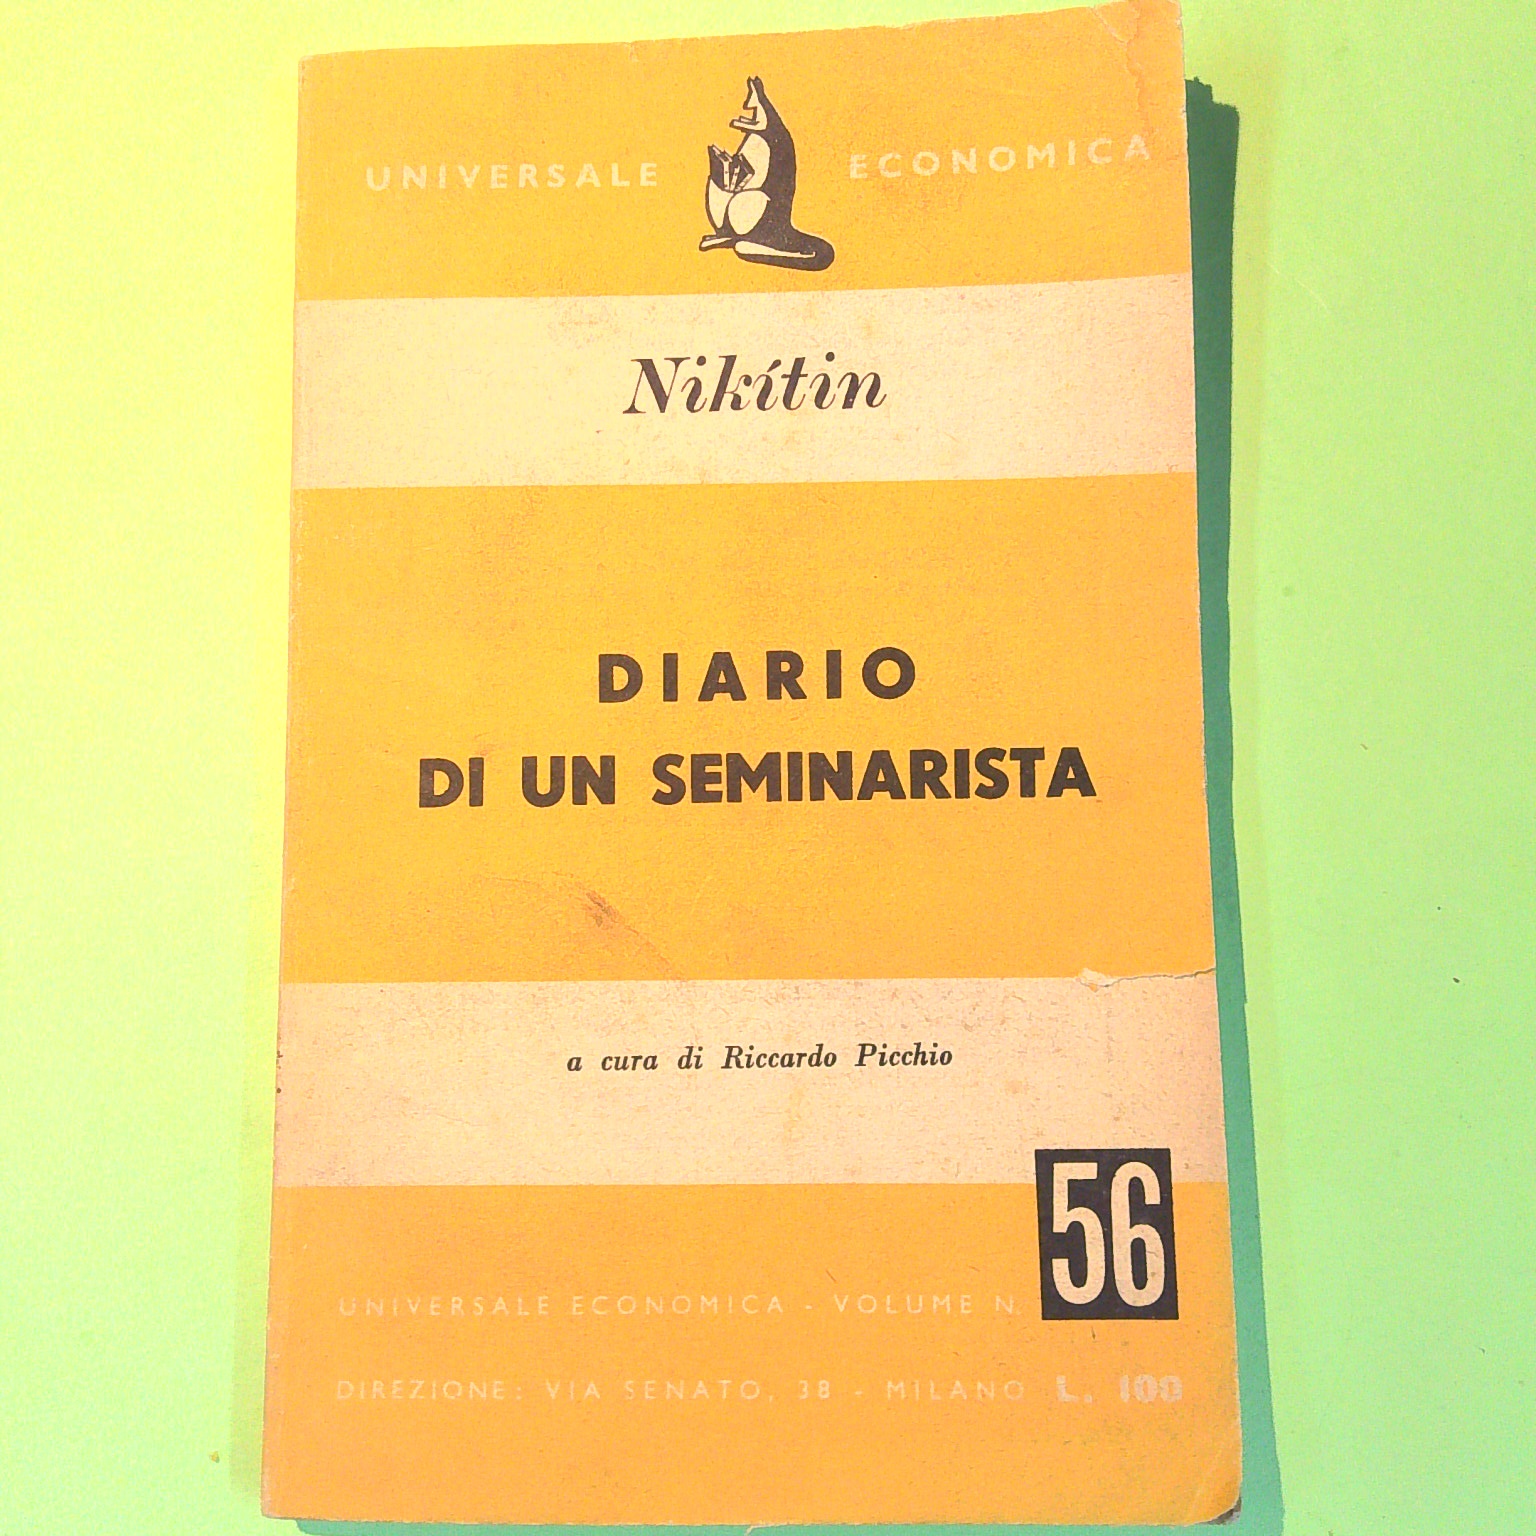 UNIVERSALE ECONOMICA
Nikítin
DIARIO
DI UN SEMINARISTA
a cura di Riccardo Picchio
UNIVERSALE ECONOMICA - VOLUME N. 56
DIREZIONE: VIA SENATO, 38 - MILANO L. 100